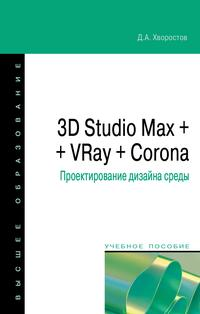 Д.А. Хворостов
ВЫСШЕЕ ОБРАЗОВАНИЕ
3D Studio Max +
+ VRay + Corona
Проектирование дизайна среды
УЧЕБНОЕ ПОСОБИЕ